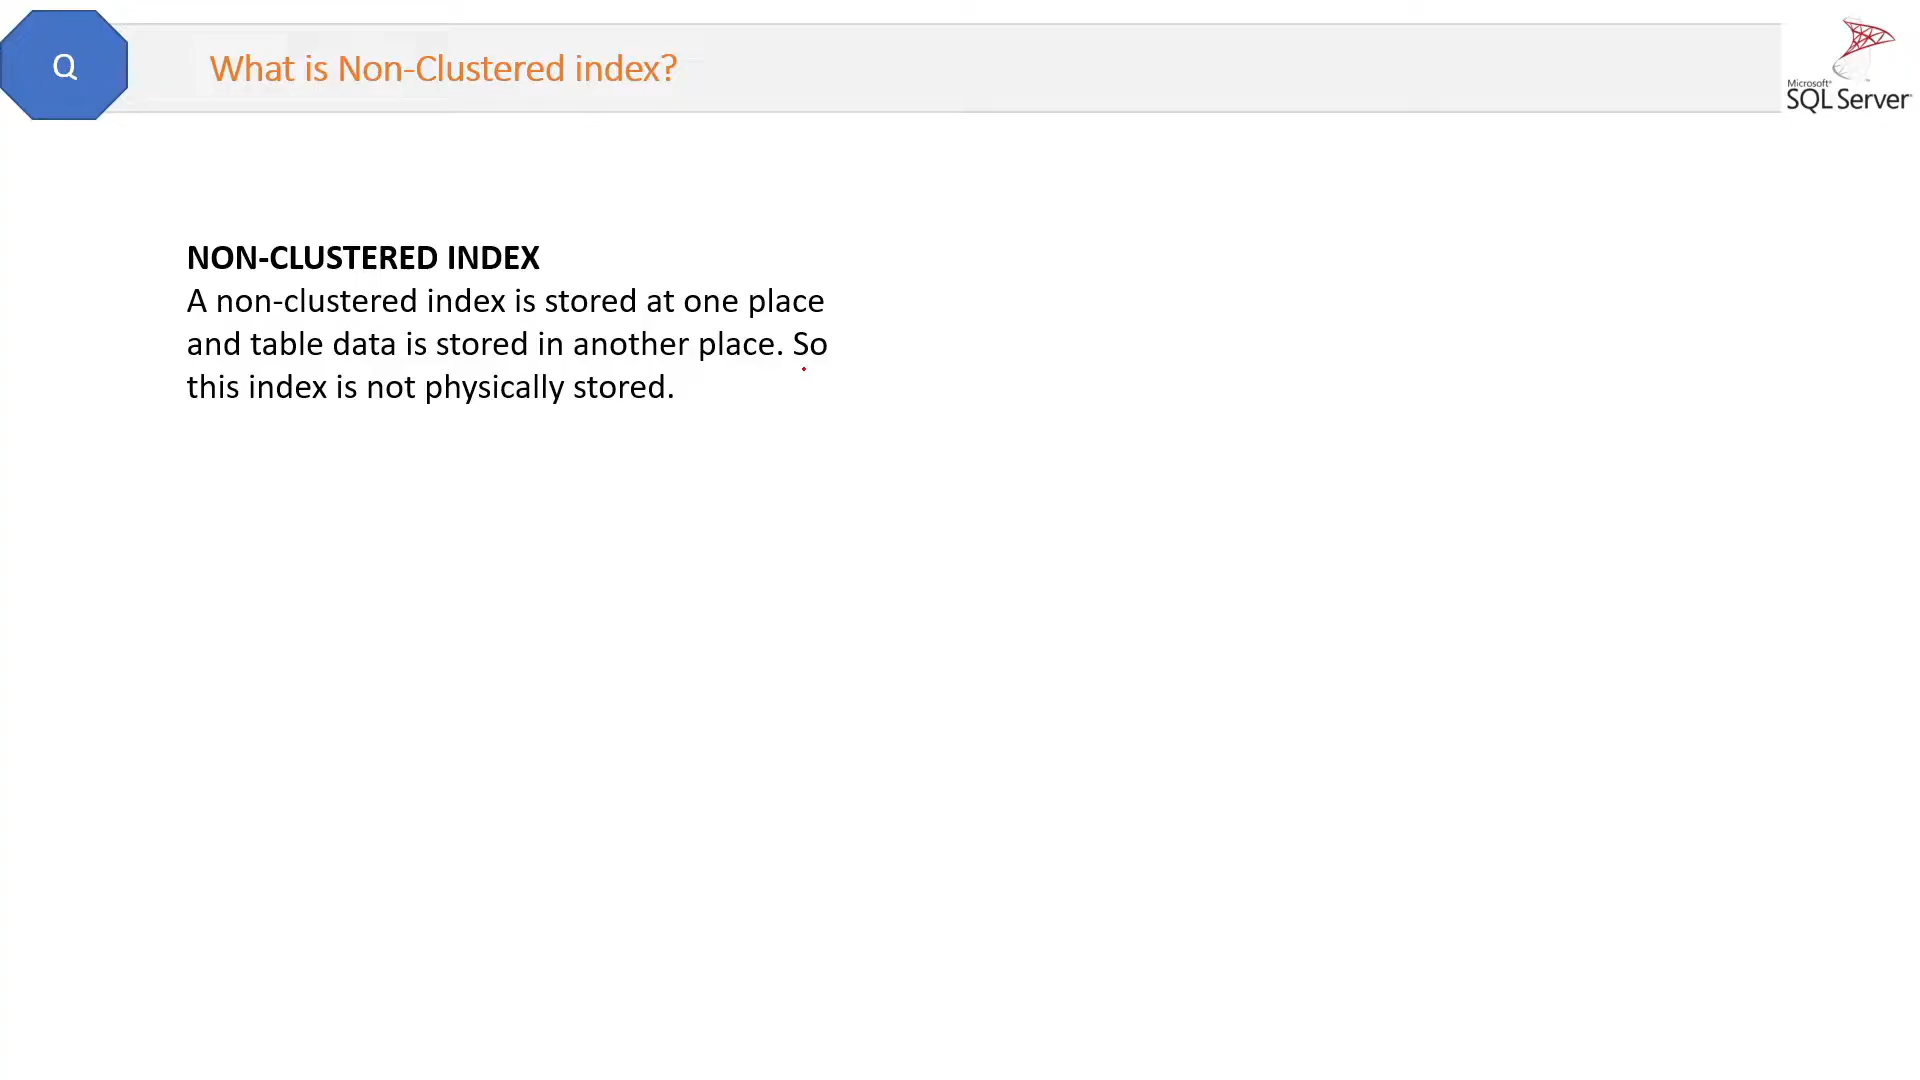 Q
What is Non-Clustered index?
Microsoft®
SQL Server®
NON-CLUSTERED INDEX
A non-clustered index is stored at one place
and table data is stored in another place. So
this index is not physically stored.